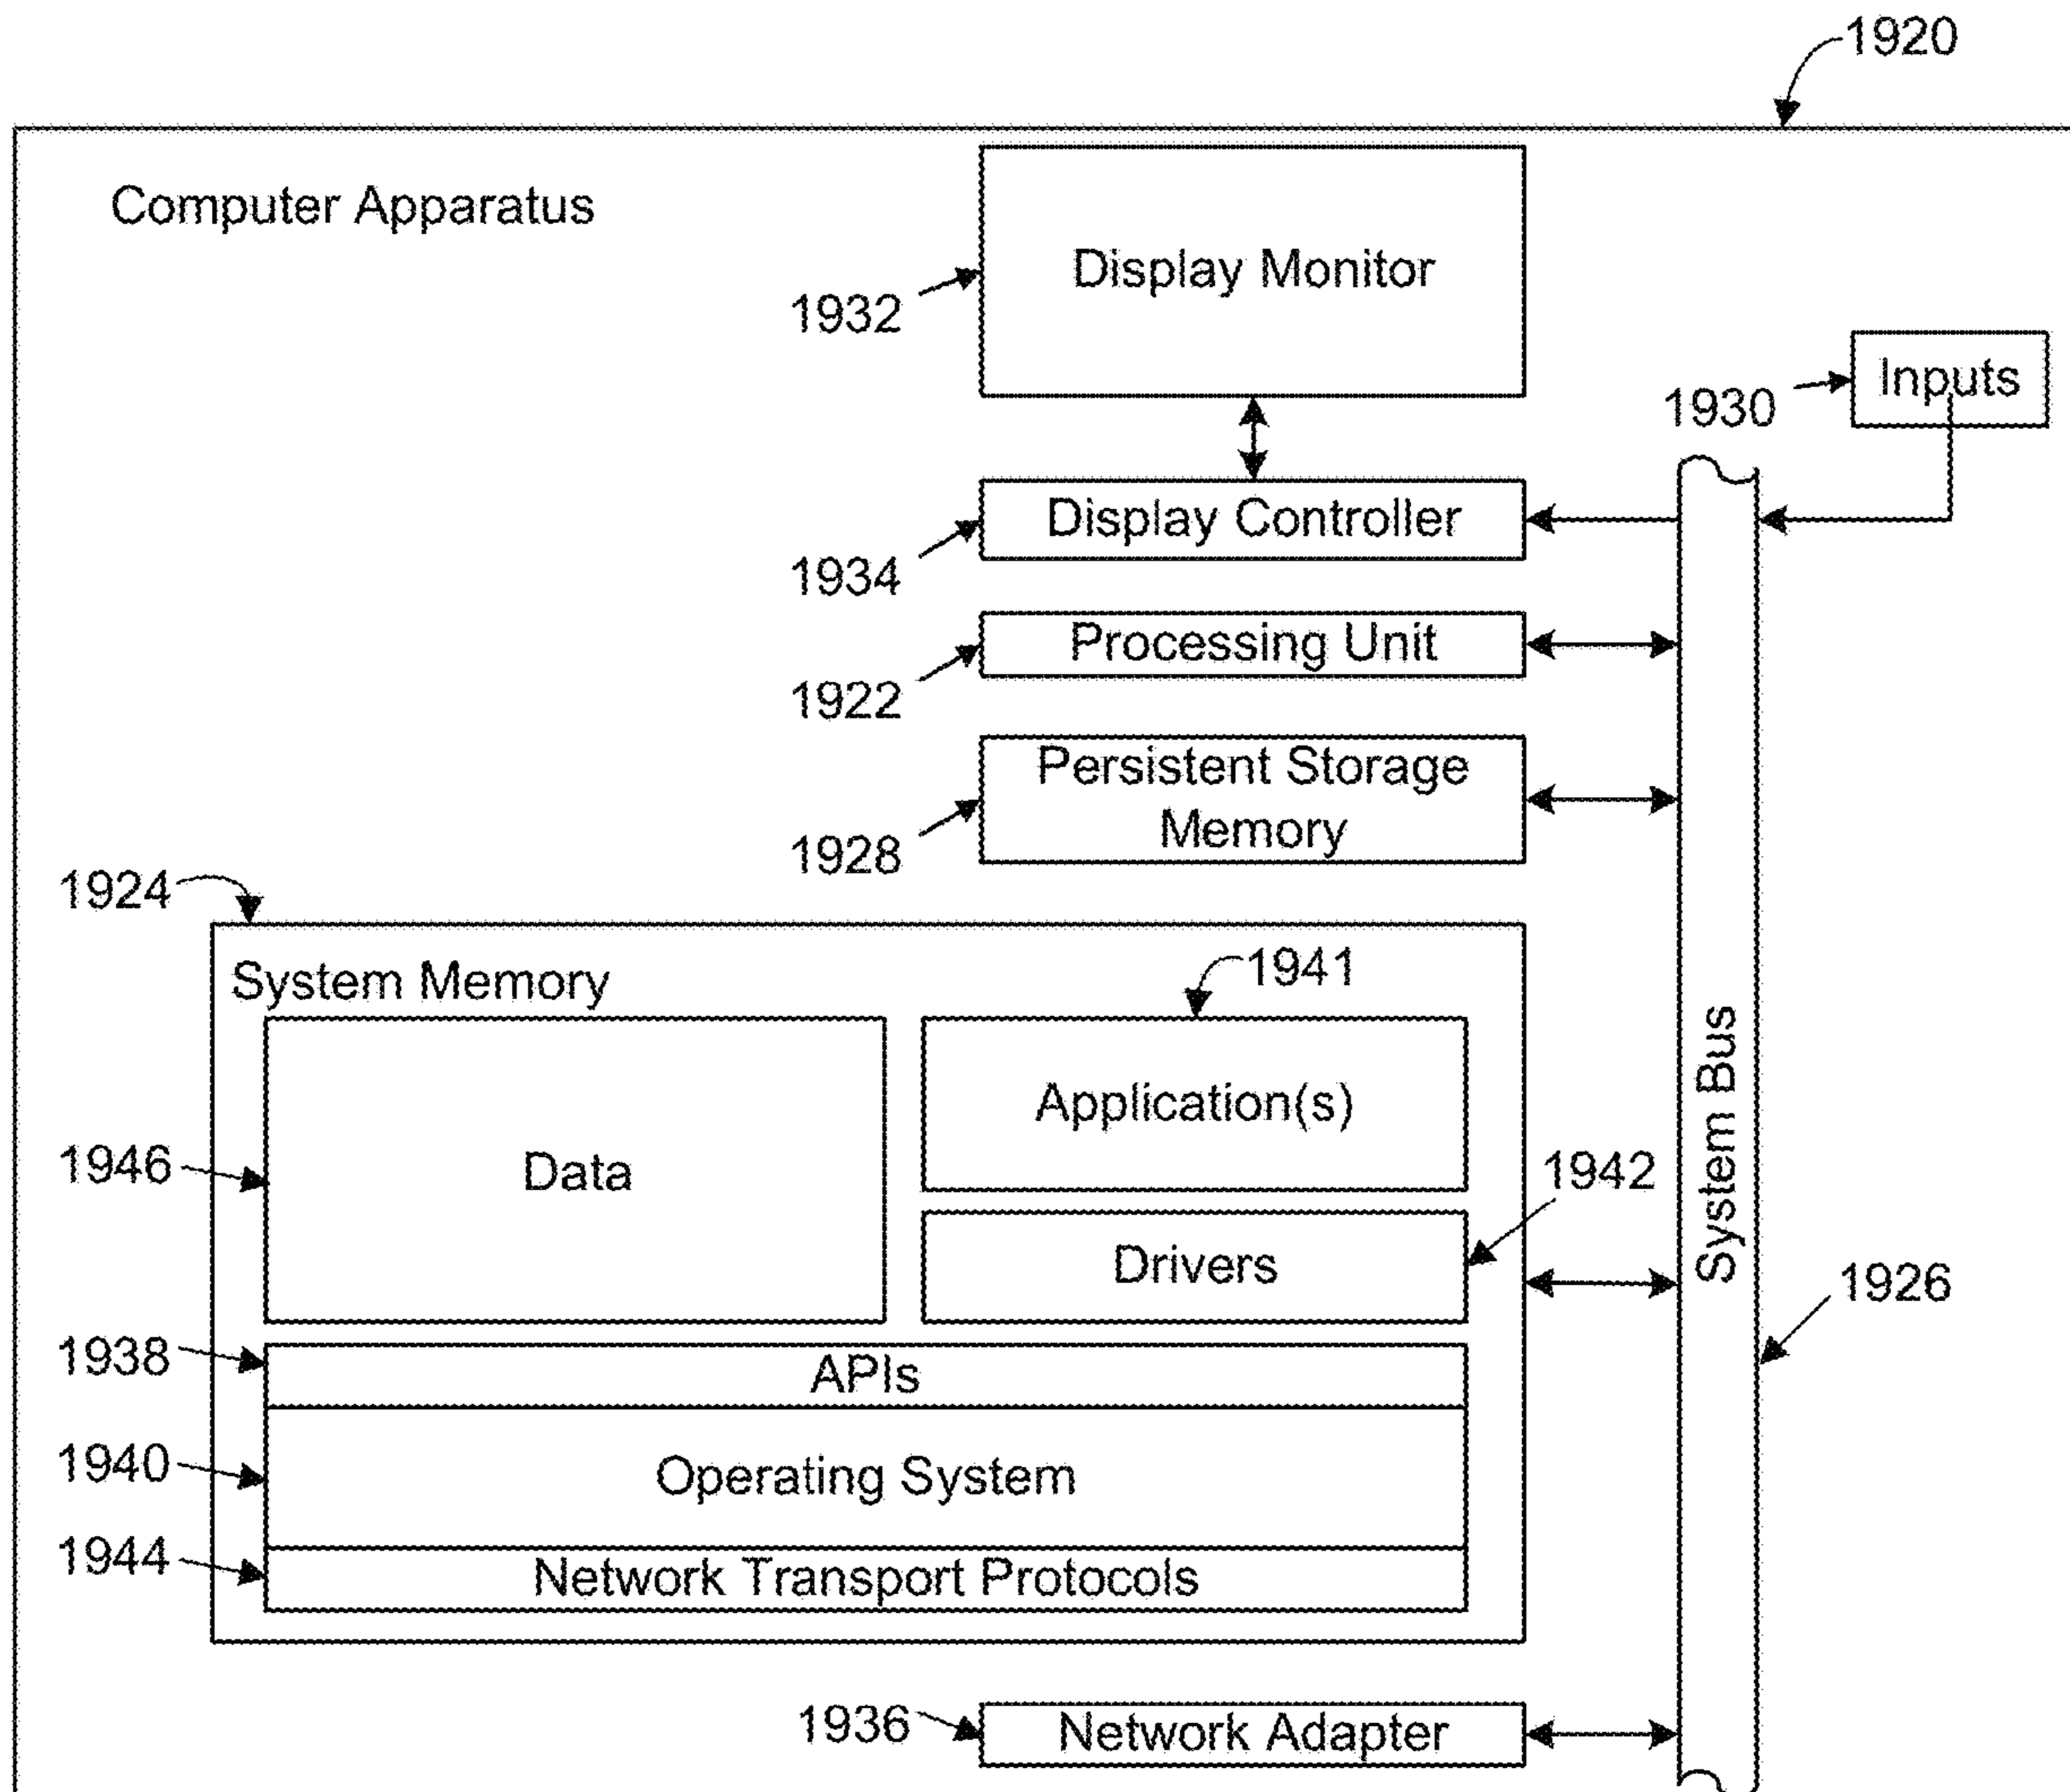 1920
Computer Apparatus
Display Monitor
1932
Inputs
1930
Display Controller
1934
Processing Unit
1922
Persistent Storage
Memory
1928
1924
System Memory
1941
Application(s)
1946
Data
1942
Drivers
System Bus
1926
1938
APIs
1940
Operating System
1944
Network Transport Protocols
1936
Network Adapter